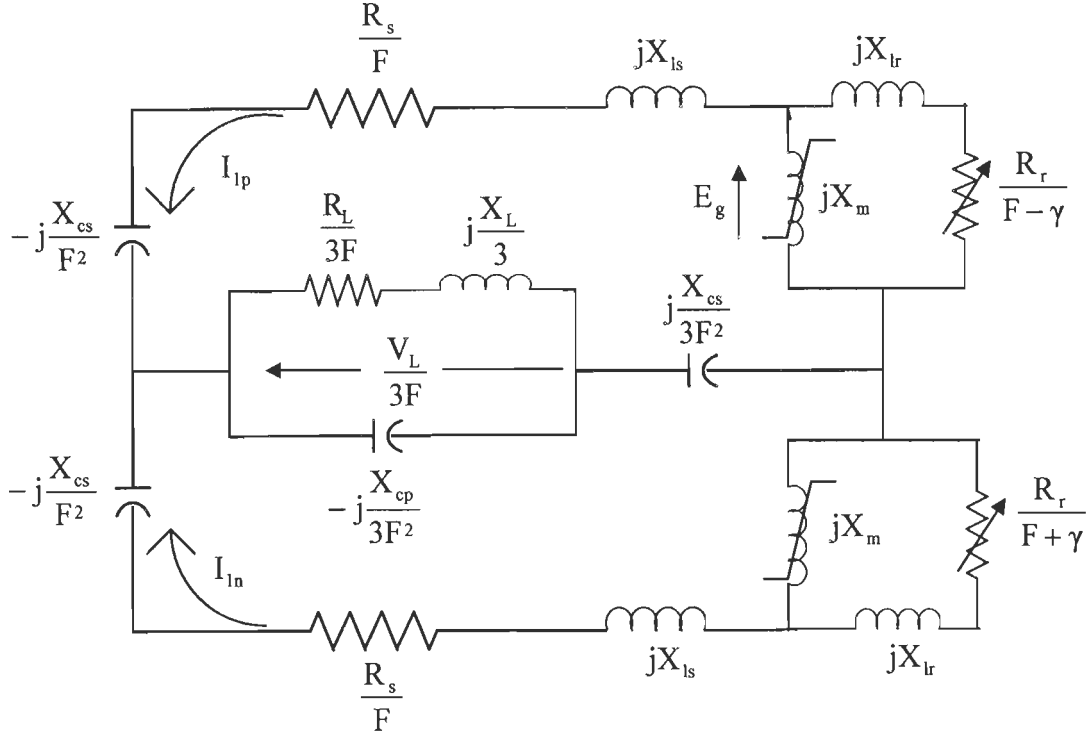 R_s/F
jX_ls
jX_lr
I_1p
E_g
jX_m
R_r/(F − γ)
−j X_cs/F²
R_L/3F
j X_L/3
j X_cs/3F²
V_L/3F
−j X_cs/F²
−j X_cp/3F²
jX_m
R_r/(F + γ)
I_1n
R_s/F
jX_ls
jX_lr